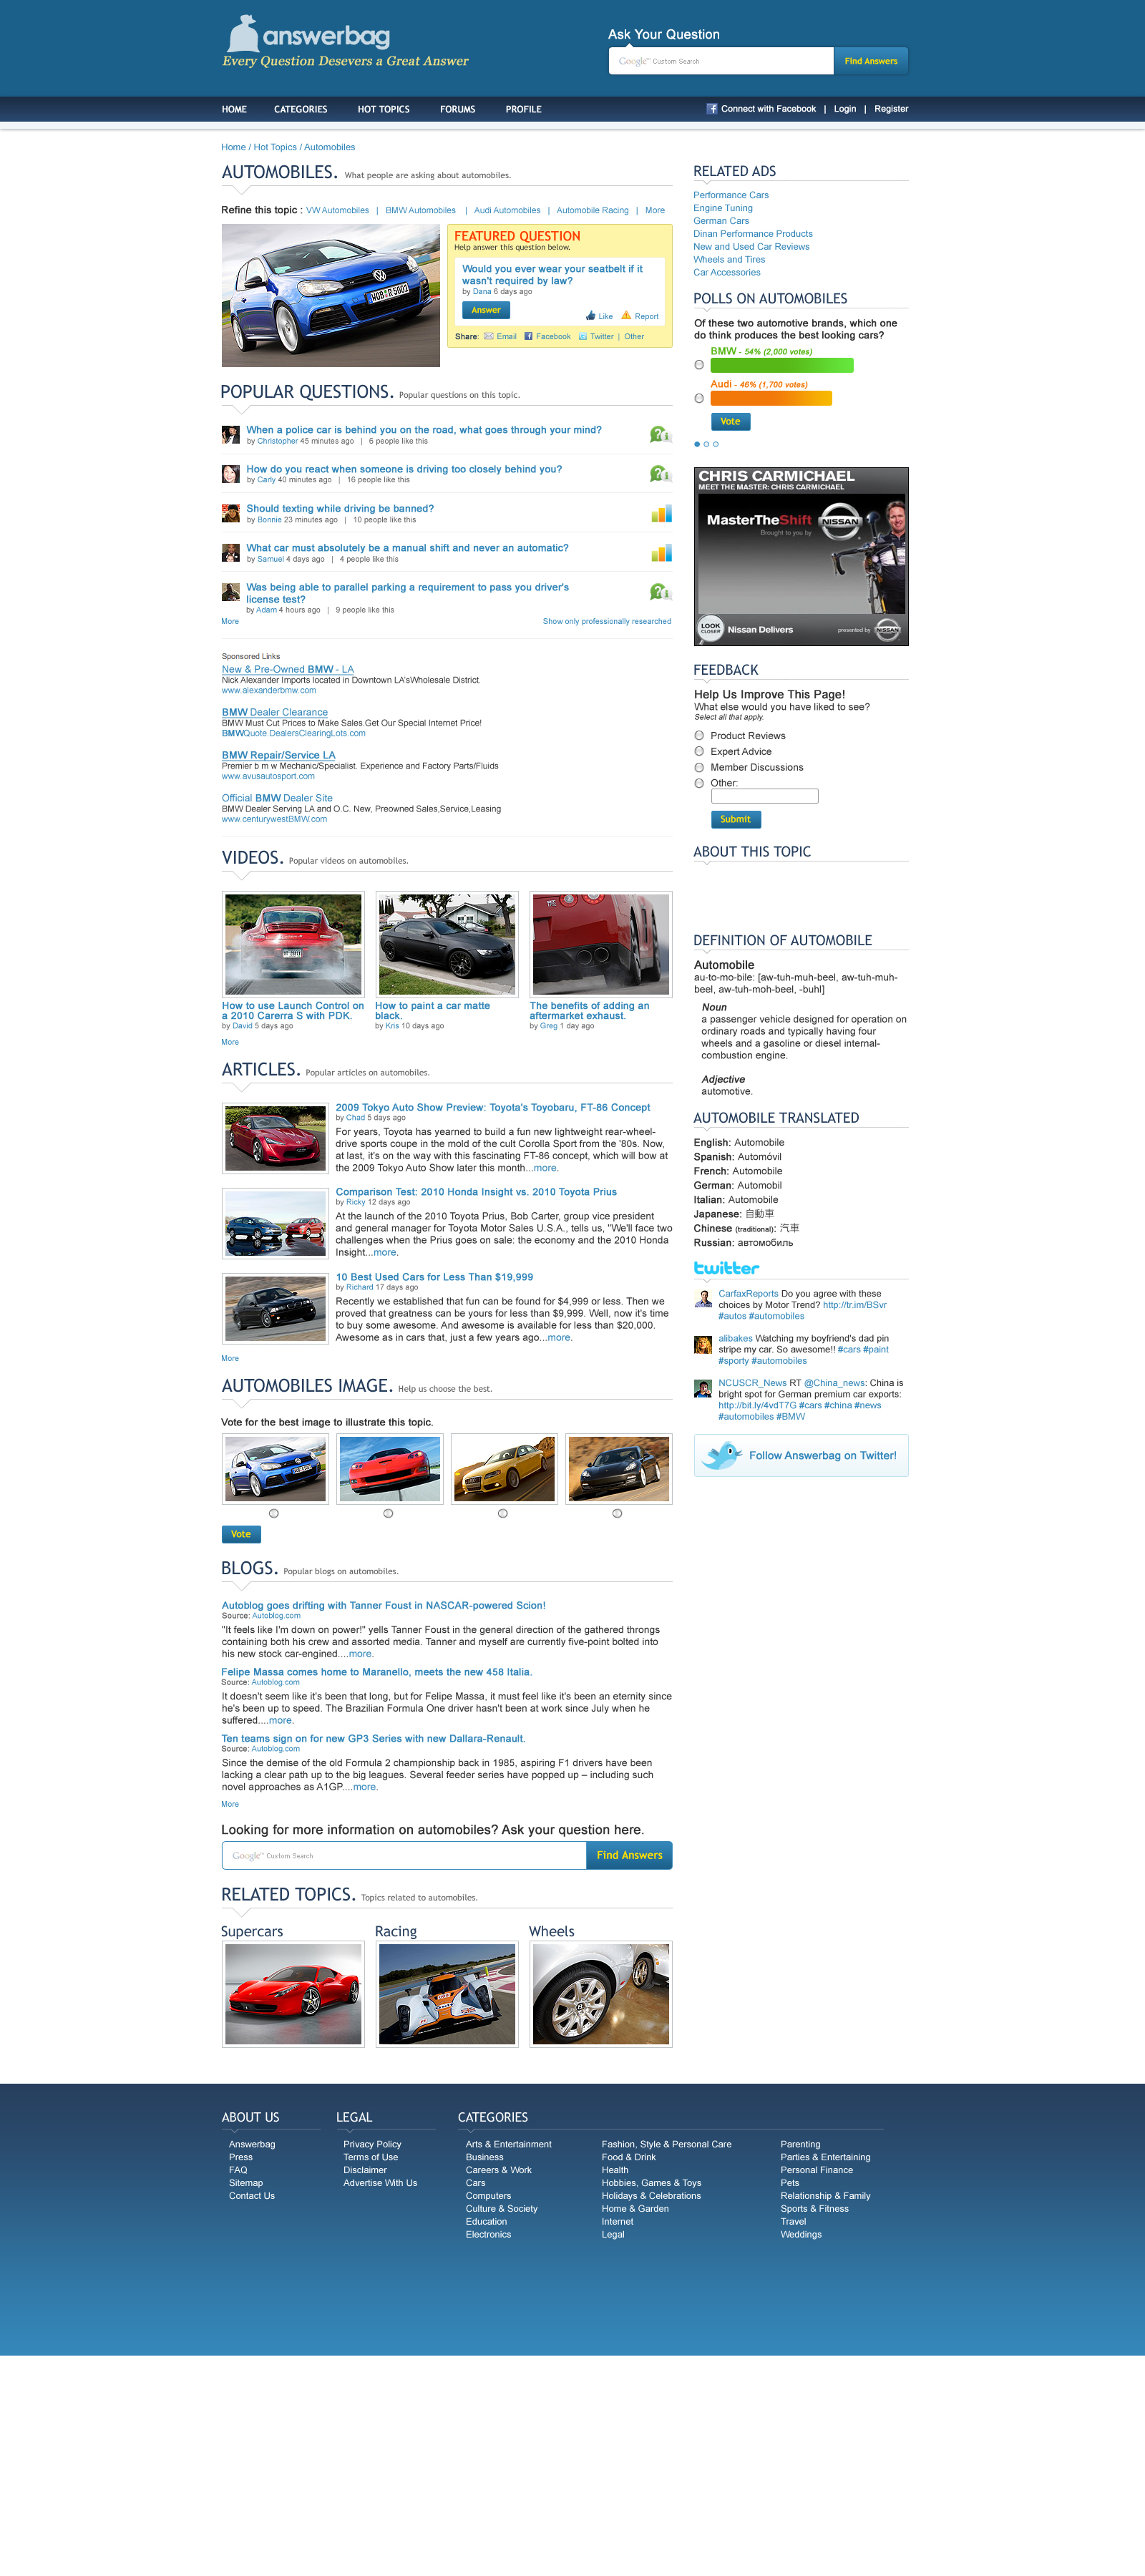 answerbag
Every Question Desevers a Great Answer
Ask Your Question
Google™ Custom Search
Find Answers
HOME
CATEGORIES
HOT TOPICS
FORUMS
PROFILE
Connect with Facebook | Login | Register
Home / Hot Topics / Automobiles
AUTOMOBILES. What people are asking about automobiles.
Refine this topic : VW Automobiles | BMW Automobiles | Audi Automobiles | Automobile Racing | More
WOB R 5003
FEATURED QUESTION
Help answer this question below.
Would you ever wear your seatbelt if it
wasn't required by law?
by Dana 6 days ago
Answer
Like
Report
Share: Email Facebook Twitter | Other
POPULAR QUESTIONS. Popular questions on this topic.
When a police car is behind you on the road, what goes through your mind?
by Christopher 45 minutes ago | 6 people like this
How do you react when someone is driving too closely behind you?
by Carly 40 minutes ago | 16 people like this
Should texting while driving be banned?
by Bonnie 23 minutes ago | 10 people like this
What car must absolutely be a manual shift and never an automatic?
by Samuel 4 days ago | 4 people like this
Was being able to parallel parking a requirement to pass you driver's
license test?
by Adam 4 hours ago | 9 people like this
More
Show only professionally researched
Sponsored Links
New & Pre-Owned BMW - LA
Nick Alexander Imports located in Downtown LA'sWholesale District.
www.alexanderbmw.com
BMW Dealer Clearance
BMW Must Cut Prices to Make Sales.Get Our Special Internet Price!
BMWQuote.DealersClearingLots.com
BMW Repair/Service LA
Premier b m w Mechanic/Specialist. Experience and Factory Parts/Fluids
www.avusautosport.com
Official BMW Dealer Site
BMW Dealer Serving LA and O.C. New, Preowned Sales,Service,Leasing
www.centurywestBMW.com
VIDEOS. Popular videos on automobiles.
How to use Launch Control on
a 2010 Carerra S with PDK.
by David 5 days ago
How to paint a car matte
black.
by Kris 10 days ago
The benefits of adding an
aftermarket exhaust.
by Greg 1 day ago
More
ARTICLES. Popular articles on automobiles.
2009 Tokyo Auto Show Preview: Toyota's Toyobaru, FT-86 Concept
by Chad 5 days ago
For years, Toyota has yearned to build a fun new lightweight rear-wheel-
drive sports coupe in the mold of the cult Corolla Sport from the '80s. Now,
at last, it's on the way with this fascinating FT-86 concept, which will bow at
the 2009 Tokyo Auto Show later this month...more.
Comparison Test: 2010 Honda Insight vs. 2010 Toyota Prius
by Ricky 12 days ago
At the launch of the 2010 Toyota Prius, Bob Carter, group vice president
and general manager for Toyota Motor Sales U.S.A., tells us, "We'll face two
challenges when the Prius goes on sale: the economy and the 2010 Honda
Insight...more.
10 Best Used Cars for Less Than $19,999
by Richard 17 days ago
Recently we established that fun can be found for $4,999 or less. Then we
proved that greatness can be yours for less than $9,999. Well, now it's time
to buy some awesome. And awesome is available for less than $20,000.
Awesome as in cars that, just a few years ago...more.
More
AUTOMOBILES IMAGE. Help us choose the best.
Vote for the best image to illustrate this topic.
Vote
BLOGS. Popular blogs on automobiles.
Autoblog goes drifting with Tanner Foust in NASCAR-powered Scion!
Source: Autoblog.com
"It feels like I'm down on power!" yells Tanner Foust in the general direction of the gathered throngs
containing both his crew and assorted media. Tanner and myself are currently five-point bolted into
his new stock car-engined....more.
Felipe Massa comes home to Maranello, meets the new 458 Italia.
Source: Autoblog.com
It doesn't seem like it's been that long, but for Felipe Massa, it must feel like it's been an eternity since
he's been up to speed. The Brazilian Formula One driver hasn't been at work since July when he
suffered....more.
Ten teams sign on for new GP3 Series with new Dallara-Renault.
Source: Autoblog.com
Since the demise of the old Formula 2 championship back in 1985, aspiring F1 drivers have been
lacking a clear path up to the big leagues. Several feeder series have popped up – including such
novel approaches as A1GP....more.
More
Looking for more information on automobiles? Ask your question here.
Google™ Custom Search
Find Answers
RELATED TOPICS. Topics related to automobiles.
Supercars
Racing
Wheels
RELATED ADS
Performance Cars
Engine Tuning
German Cars
Dinan Performance Products
New and Used Car Reviews
Wheels and Tires
Car Accessories
POLLS ON AUTOMOBILES
Of these two automotive brands, which one
do think produces the best looking cars?
BMW - 54% (2,000 votes)
Audi - 46% (1,700 votes)
Vote
CHRIS CARMICHAEL
MEET THE MASTER: CHRIS CARMICHAEL
MasterTheShift
Brought to you by
NISSAN
LOOK
CLOSER
Nissan Delivers
presented by
NISSAN
FEEDBACK
Help Us Improve This Page!
What else would you have liked to see?
Select all that apply.
Product Reviews
Expert Advice
Member Discussions
Other:
Submit
ABOUT THIS TOPIC
DEFINITION OF AUTOMOBILE
Automobile
au·to·mo·bile: [aw-tuh-muh-beel, aw-tuh-muh-
beel, aw-tuh-moh-beel, -buhl]
Noun
a passenger vehicle designed for operation on
ordinary roads and typically having four
wheels and a gasoline or diesel internal-
combustion engine.
Adjective
automotive.
AUTOMOBILE TRANSLATED
English: Automobile
Spanish: Automóvil
French: Automobile
German: Automobil
Italian: Automobile
Japanese: 自動車
Chinese (traditional): 汽車
Russian: автомобиль
twitter
CarfaxReports Do you agree with these
choices by Motor Trend? http://tr.im/BSvr
#autos #automobiles
alibakes Watching my boyfriend's dad pin
stripe my car. So awesome!! #cars #paint
#sporty #automobiles
NCUSCR_News RT @China_news: China is
bright spot for German premium car exports:
http://bit.ly/4vdT7G #cars #china #news
#automobiles #BMW
Follow Answerbag on Twitter!
ABOUT US
Answerbag
Press
FAQ
Sitemap
Contact Us
LEGAL
Privacy Policy
Terms of Use
Disclaimer
Advertise With Us
CATEGORIES
Arts & Entertainment
Business
Careers & Work
Cars
Computers
Culture & Society
Education
Electronics
Fashion, Style & Personal Care
Food & Drink
Health
Hobbies, Games & Toys
Holidays & Celebrations
Home & Garden
Internet
Legal
Parenting
Parties & Entertaining
Personal Finance
Pets
Relationship & Family
Sports & Fitness
Travel
Weddings